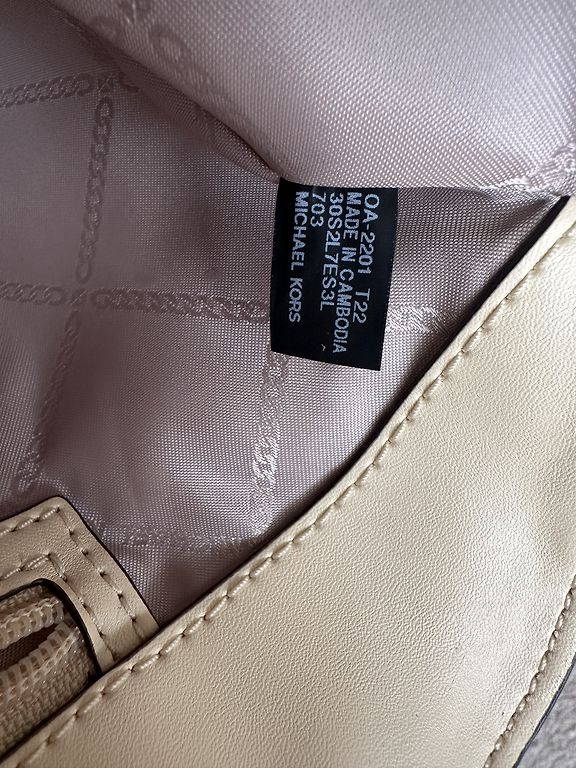 OA-2201 T22
MADE IN CAMBODIA
30S2L7ES3L
703
MICHAEL KORS